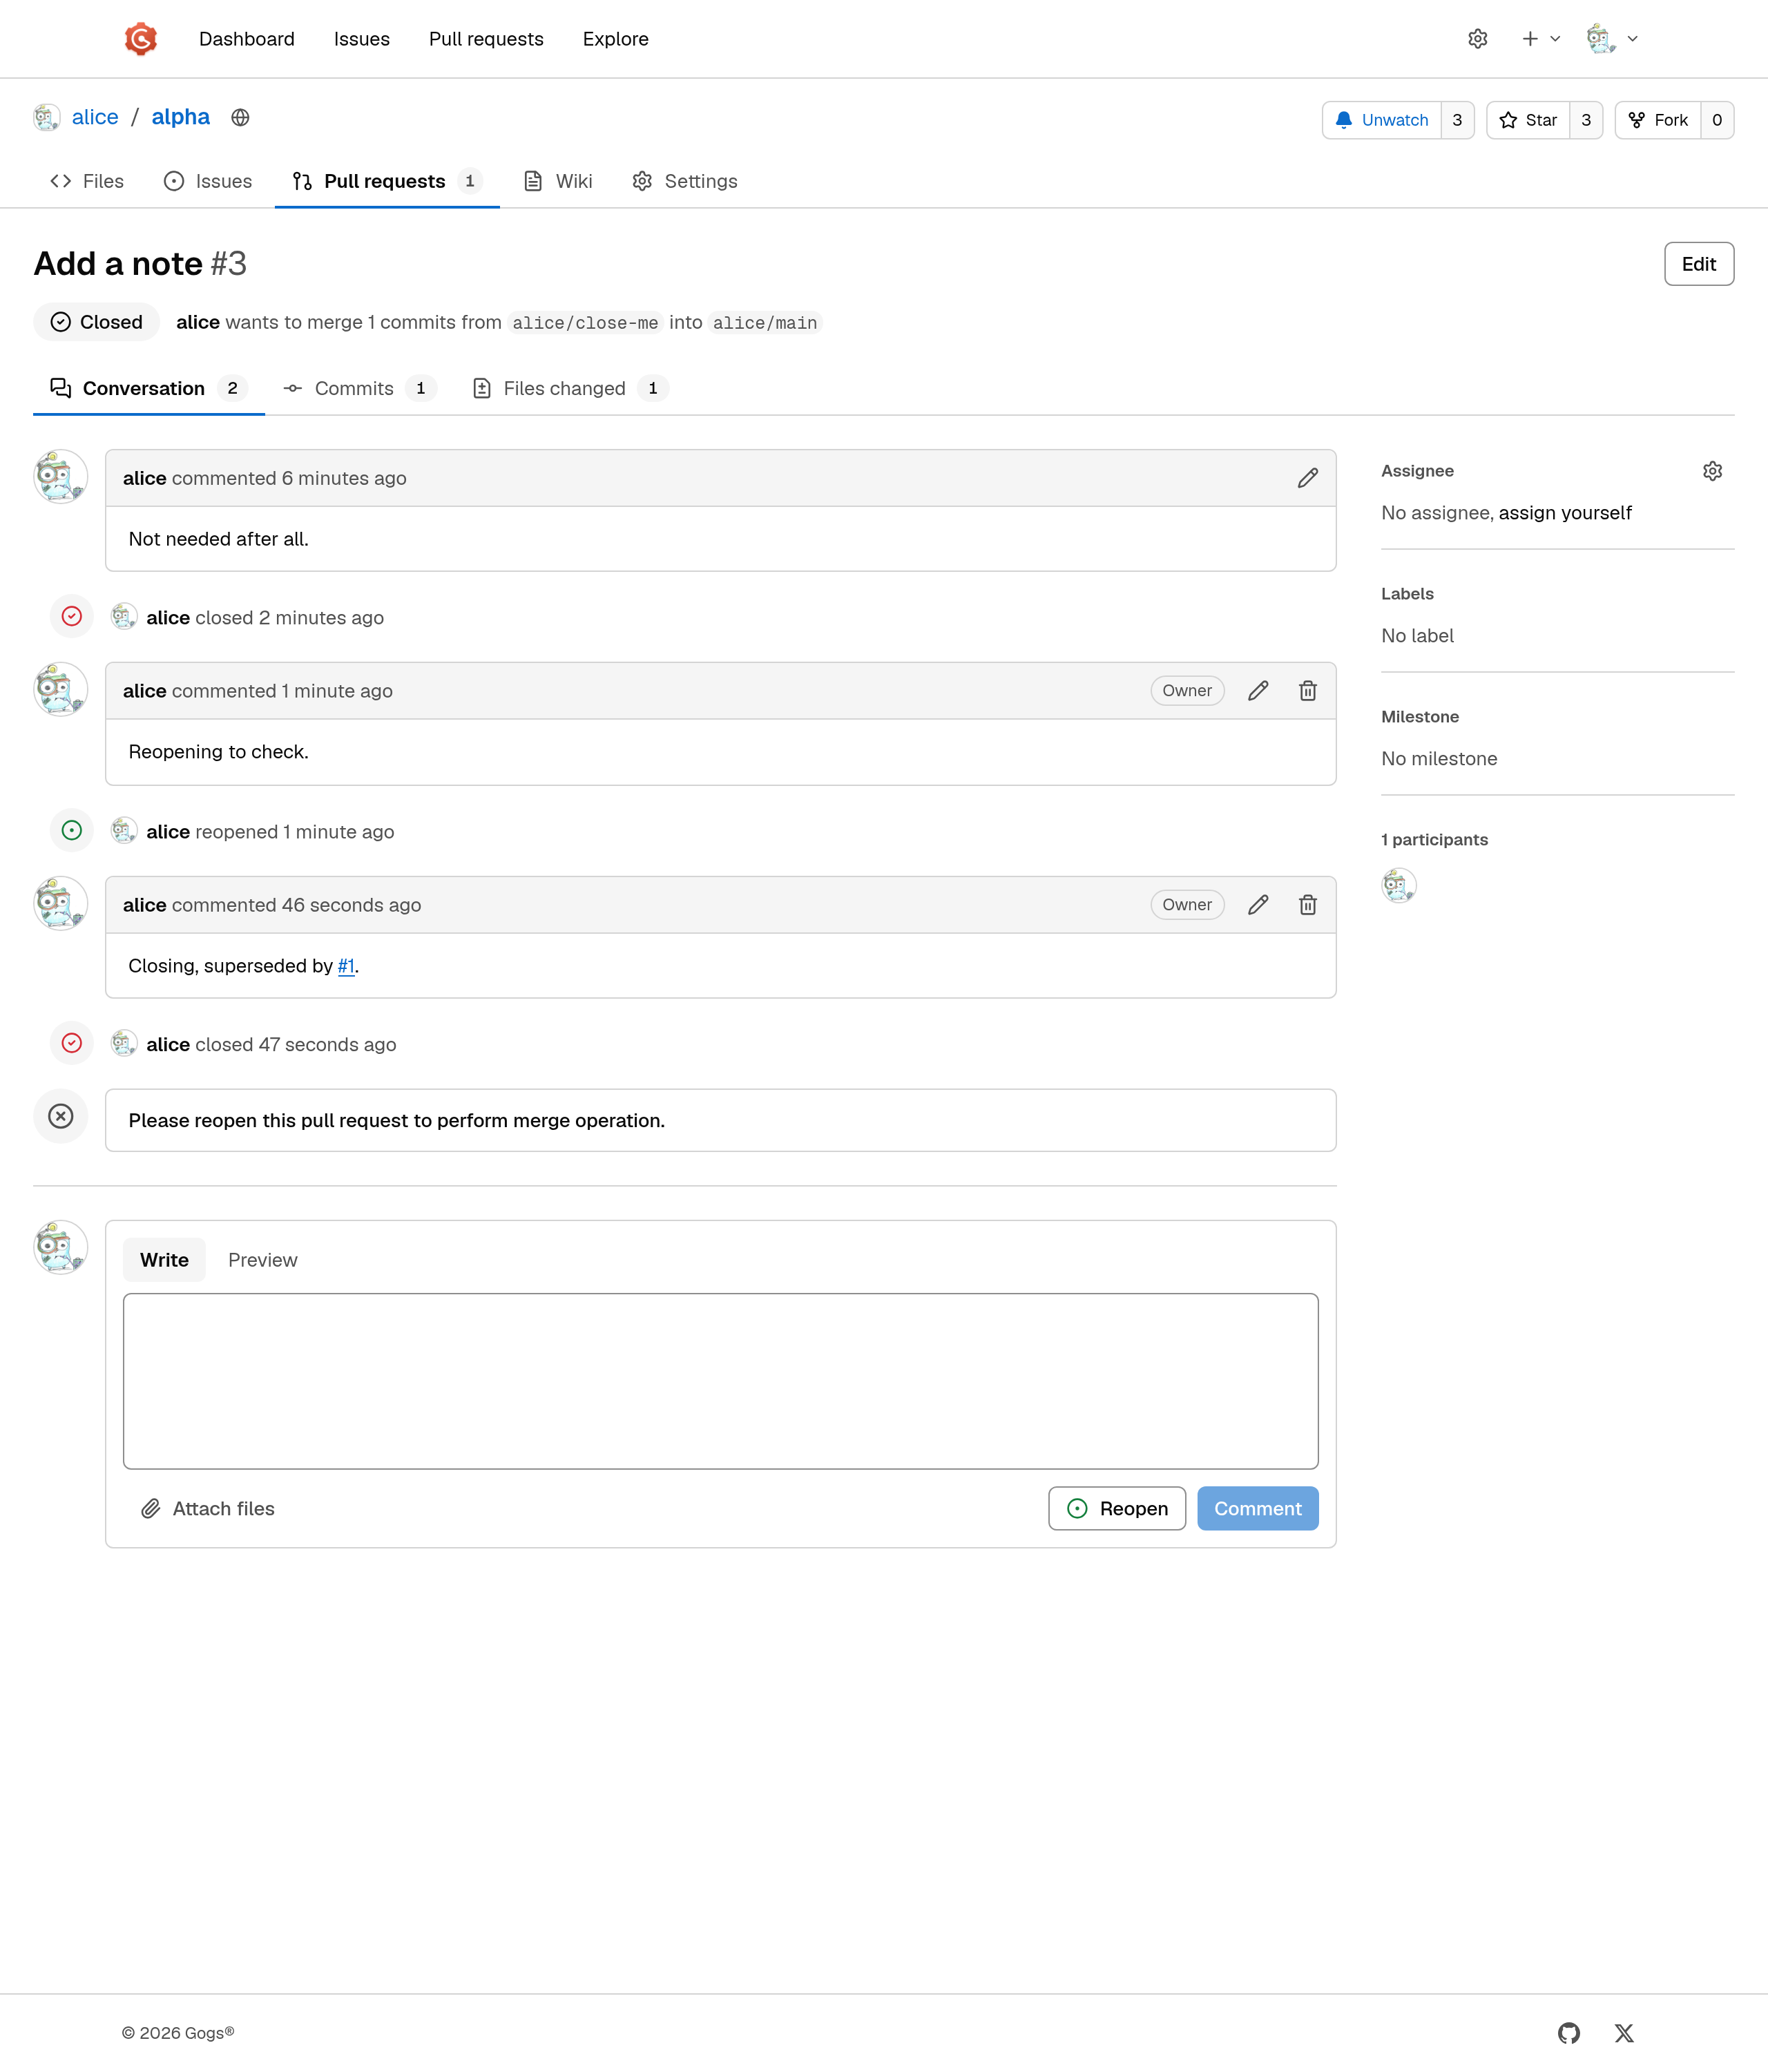 Dashboard Issues Pull requests Explore
alice / alpha
Unwatch 3 Star 3 Fork 0
Files Issues Pull requests 1 Wiki Settings
Add a note #3
Edit
Closed alice wants to merge 1 commits from alice/close-me into alice/main
Conversation 2 Commits 1 Files changed 1
alice commented 6 minutes ago
Not needed after all.
alice closed 2 minutes ago
alice commented 1 minute ago Owner
Reopening to check.
alice reopened 1 minute ago
alice commented 46 seconds ago Owner
Closing, superseded by #1.
alice closed 47 seconds ago
Please reopen this pull request to perform merge operation.
Write Preview
Attach files Reopen Comment
Assignee
No assignee, assign yourself
Labels
No label
Milestone
No milestone
1 participants
© 2026 Gogs®